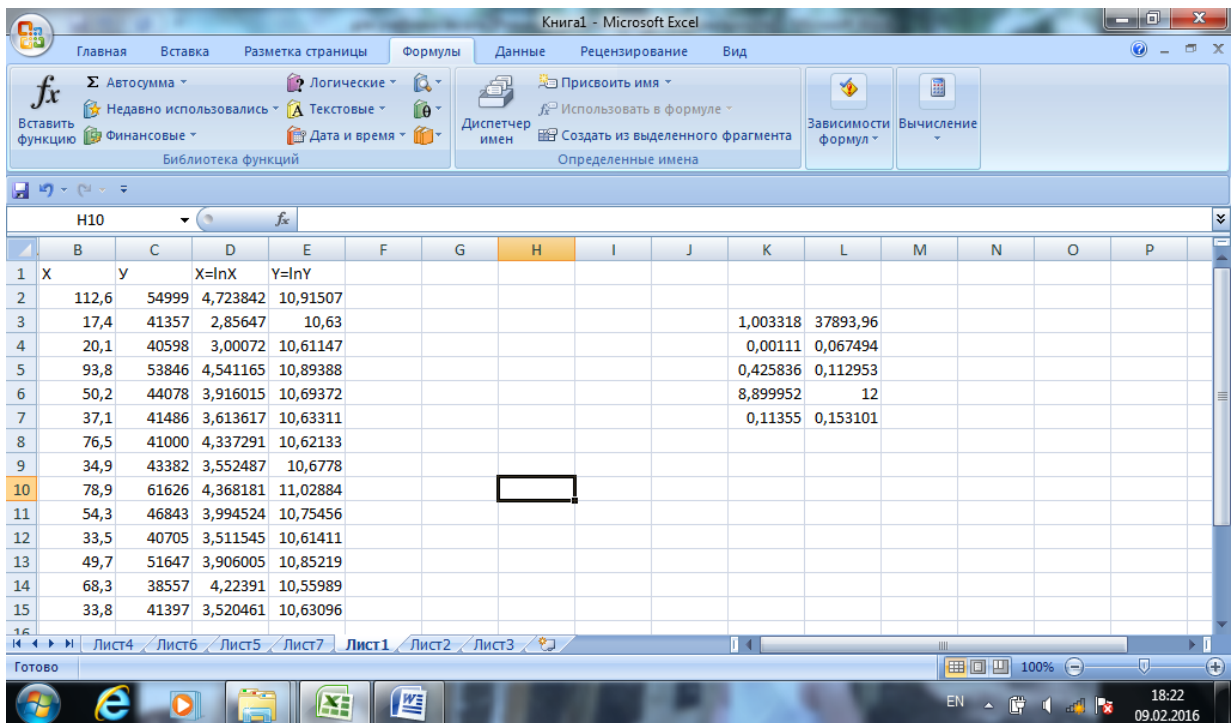 Книга1 - Microsoft Excel
Главная Вставка Разметка страницы Формулы Данные Рецензирование Вид
fx Вставить функцию
Σ Автосумма
Недавно использовались
Финансовые
Логические
Текстовые
Дата и время
Библиотека функций
Диспетчер имен
Присвоить имя
Использовать в формуле
Создать из выделенного фрагмента
Определенные имена
Зависимости формул
Вычисление
H10 fx
B C D E F G H I J K L M N O P
1 X У X=lnX Y=lnY
2 112,6 54999 4,723842 10,91507
3 17,4 41357 2,85647 10,63 1,003318 37893,96
4 20,1 40598 3,00072 10,61147 0,00111 0,067494
5 93,8 53846 4,541165 10,89388 0,425836 0,112953
6 50,2 44078 3,916015 10,69372 8,899952 12
7 37,1 41486 3,613617 10,63311 0,11355 0,153101
8 76,5 41000 4,337291 10,62133
9 34,9 43382 3,552487 10,6778
10 78,9 61626 4,368181 11,02884
11 54,3 46843 3,994524 10,75456
12 33,5 40705 3,511545 10,61411
13 49,7 51647 3,906005 10,85219
14 68,3 38557 4,22391 10,55989
15 33,8 41397 3,520461 10,63096
16
Лист4 Лист6 Лист5 Лист7 Лист1 Лист2 Лист3
Готово 100%
EN 18:22
09.02.2016